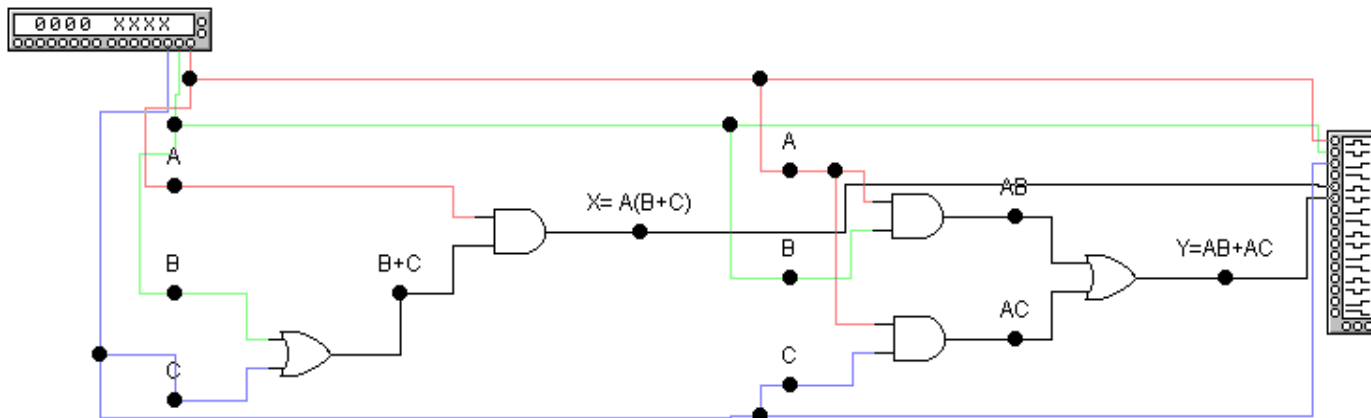 0000 XXXX
A
A
X= A(B+C)
AB
B
B+C
B
Y=AB+AC
AC
C
C